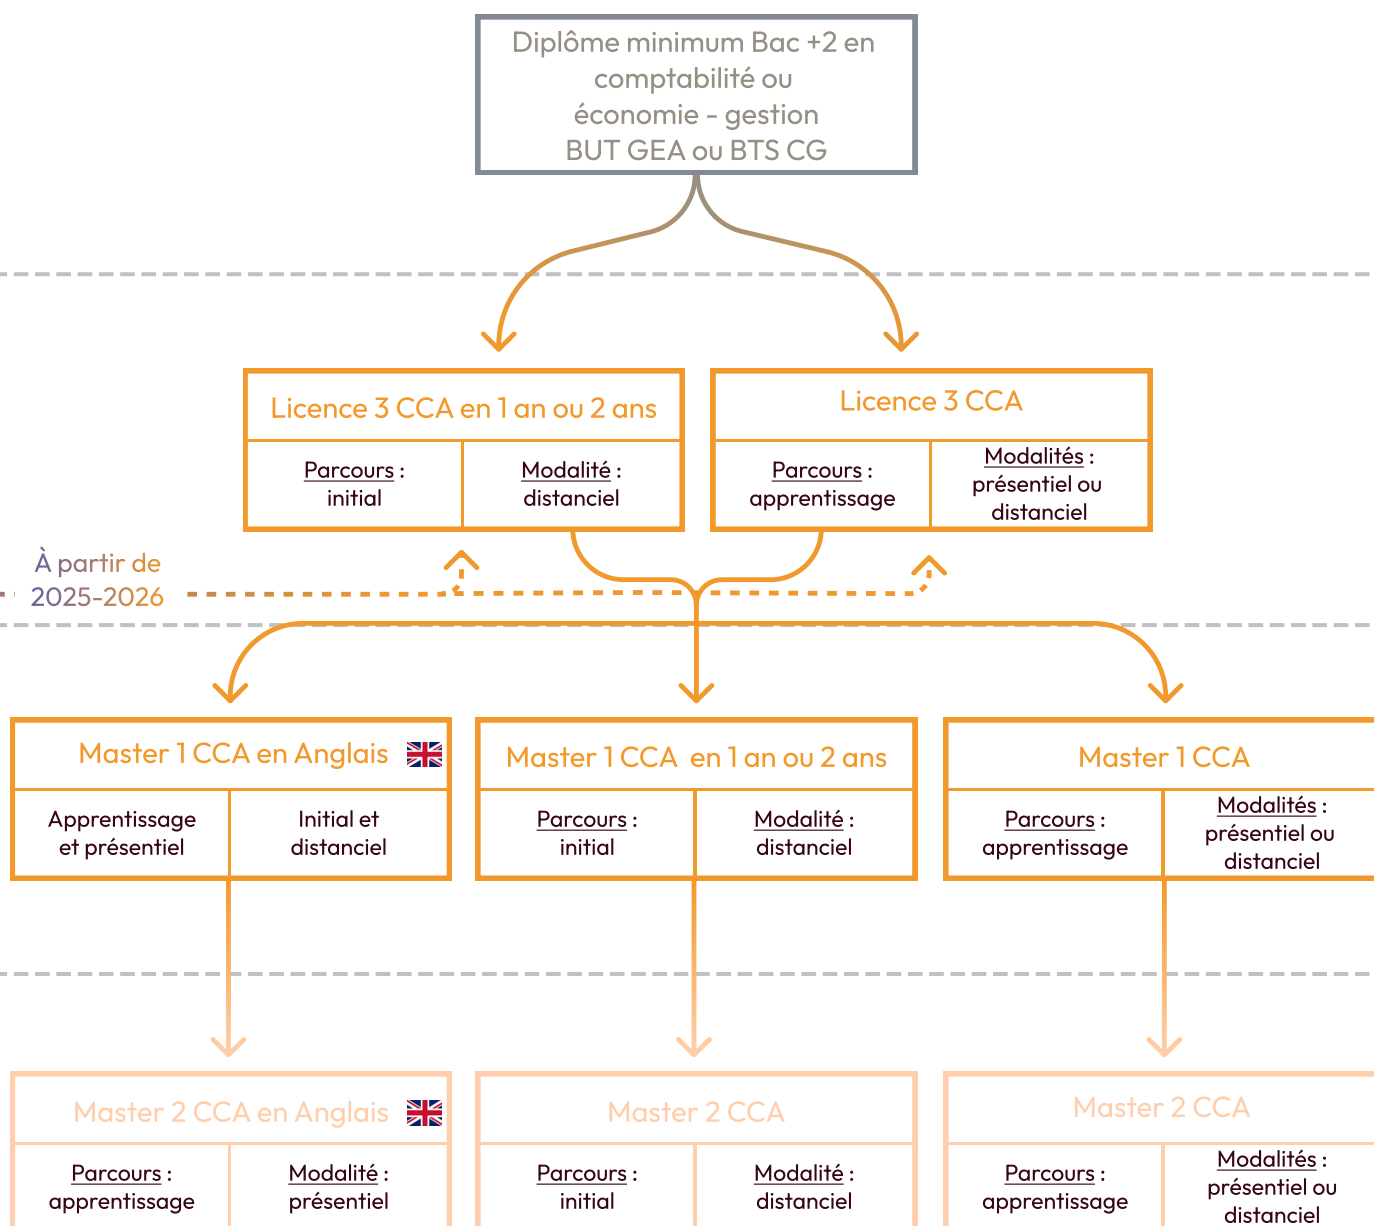 Diplôme minimum Bac +2 en
comptabilité ou
économie - gestion
BUT GEA ou BTS CG
Licence 3 CCA en 1 an ou 2 ans
Parcours :
initial
Modalité :
distanciel
Licence 3 CCA
Parcours :
apprentissage
Modalités :
présentiel ou
distanciel
À partir de
2025-2026
Master 1 CCA en Anglais
Apprentissage
et présentiel
Initial et
distanciel
Master 1 CCA en 1 an ou 2 ans
Parcours :
initial
Modalité :
distanciel
Master 1 CCA
Parcours :
apprentissage
Modalités :
présentiel ou
distanciel
Master 2 CCA en Anglais
Parcours :
apprentissage
Modalité :
présentiel
Master 2 CCA
Parcours :
initial
Modalité :
distanciel
Master 2 CCA
Parcours :
apprentissage
Modalités :
présentiel ou
distanciel